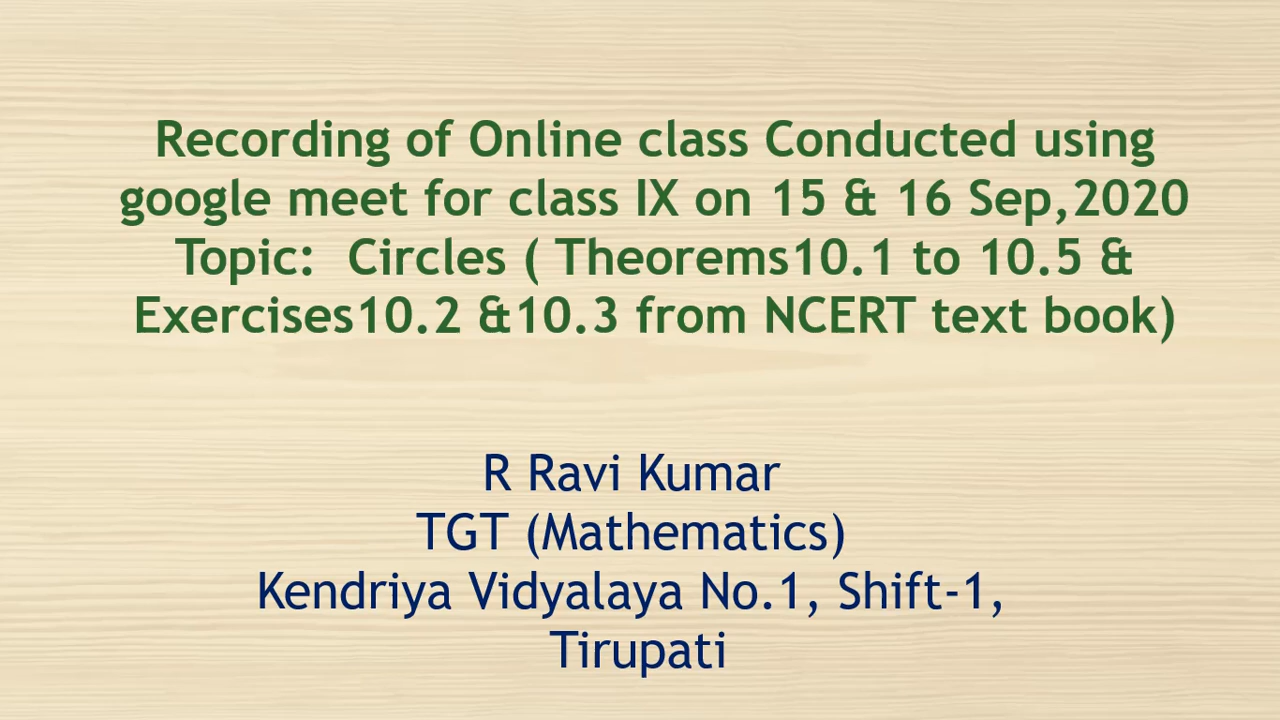 Recording of Online class Conducted using
google meet for class IX on 15 & 16 Sep,2020
Topic:  Circles ( Theorems10.1 to 10.5 &
Exercises10.2 &10.3 from NCERT text book)
R Ravi Kumar
TGT (Mathematics)
Kendriya Vidyalaya No.1, Shift-1,
Tirupati